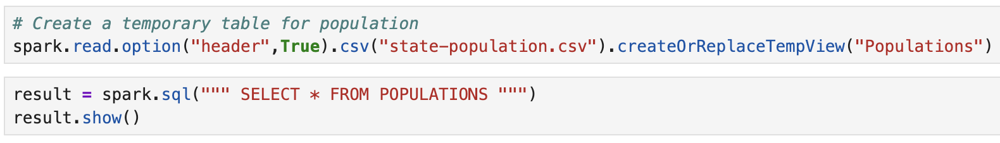 # Create a temporary table for population
spark.read.option("header",True).csv("state-population.csv").createOrReplaceTempView("Populations")
result = spark.sql(""" SELECT * FROM POPULATIONS """)
result.show()